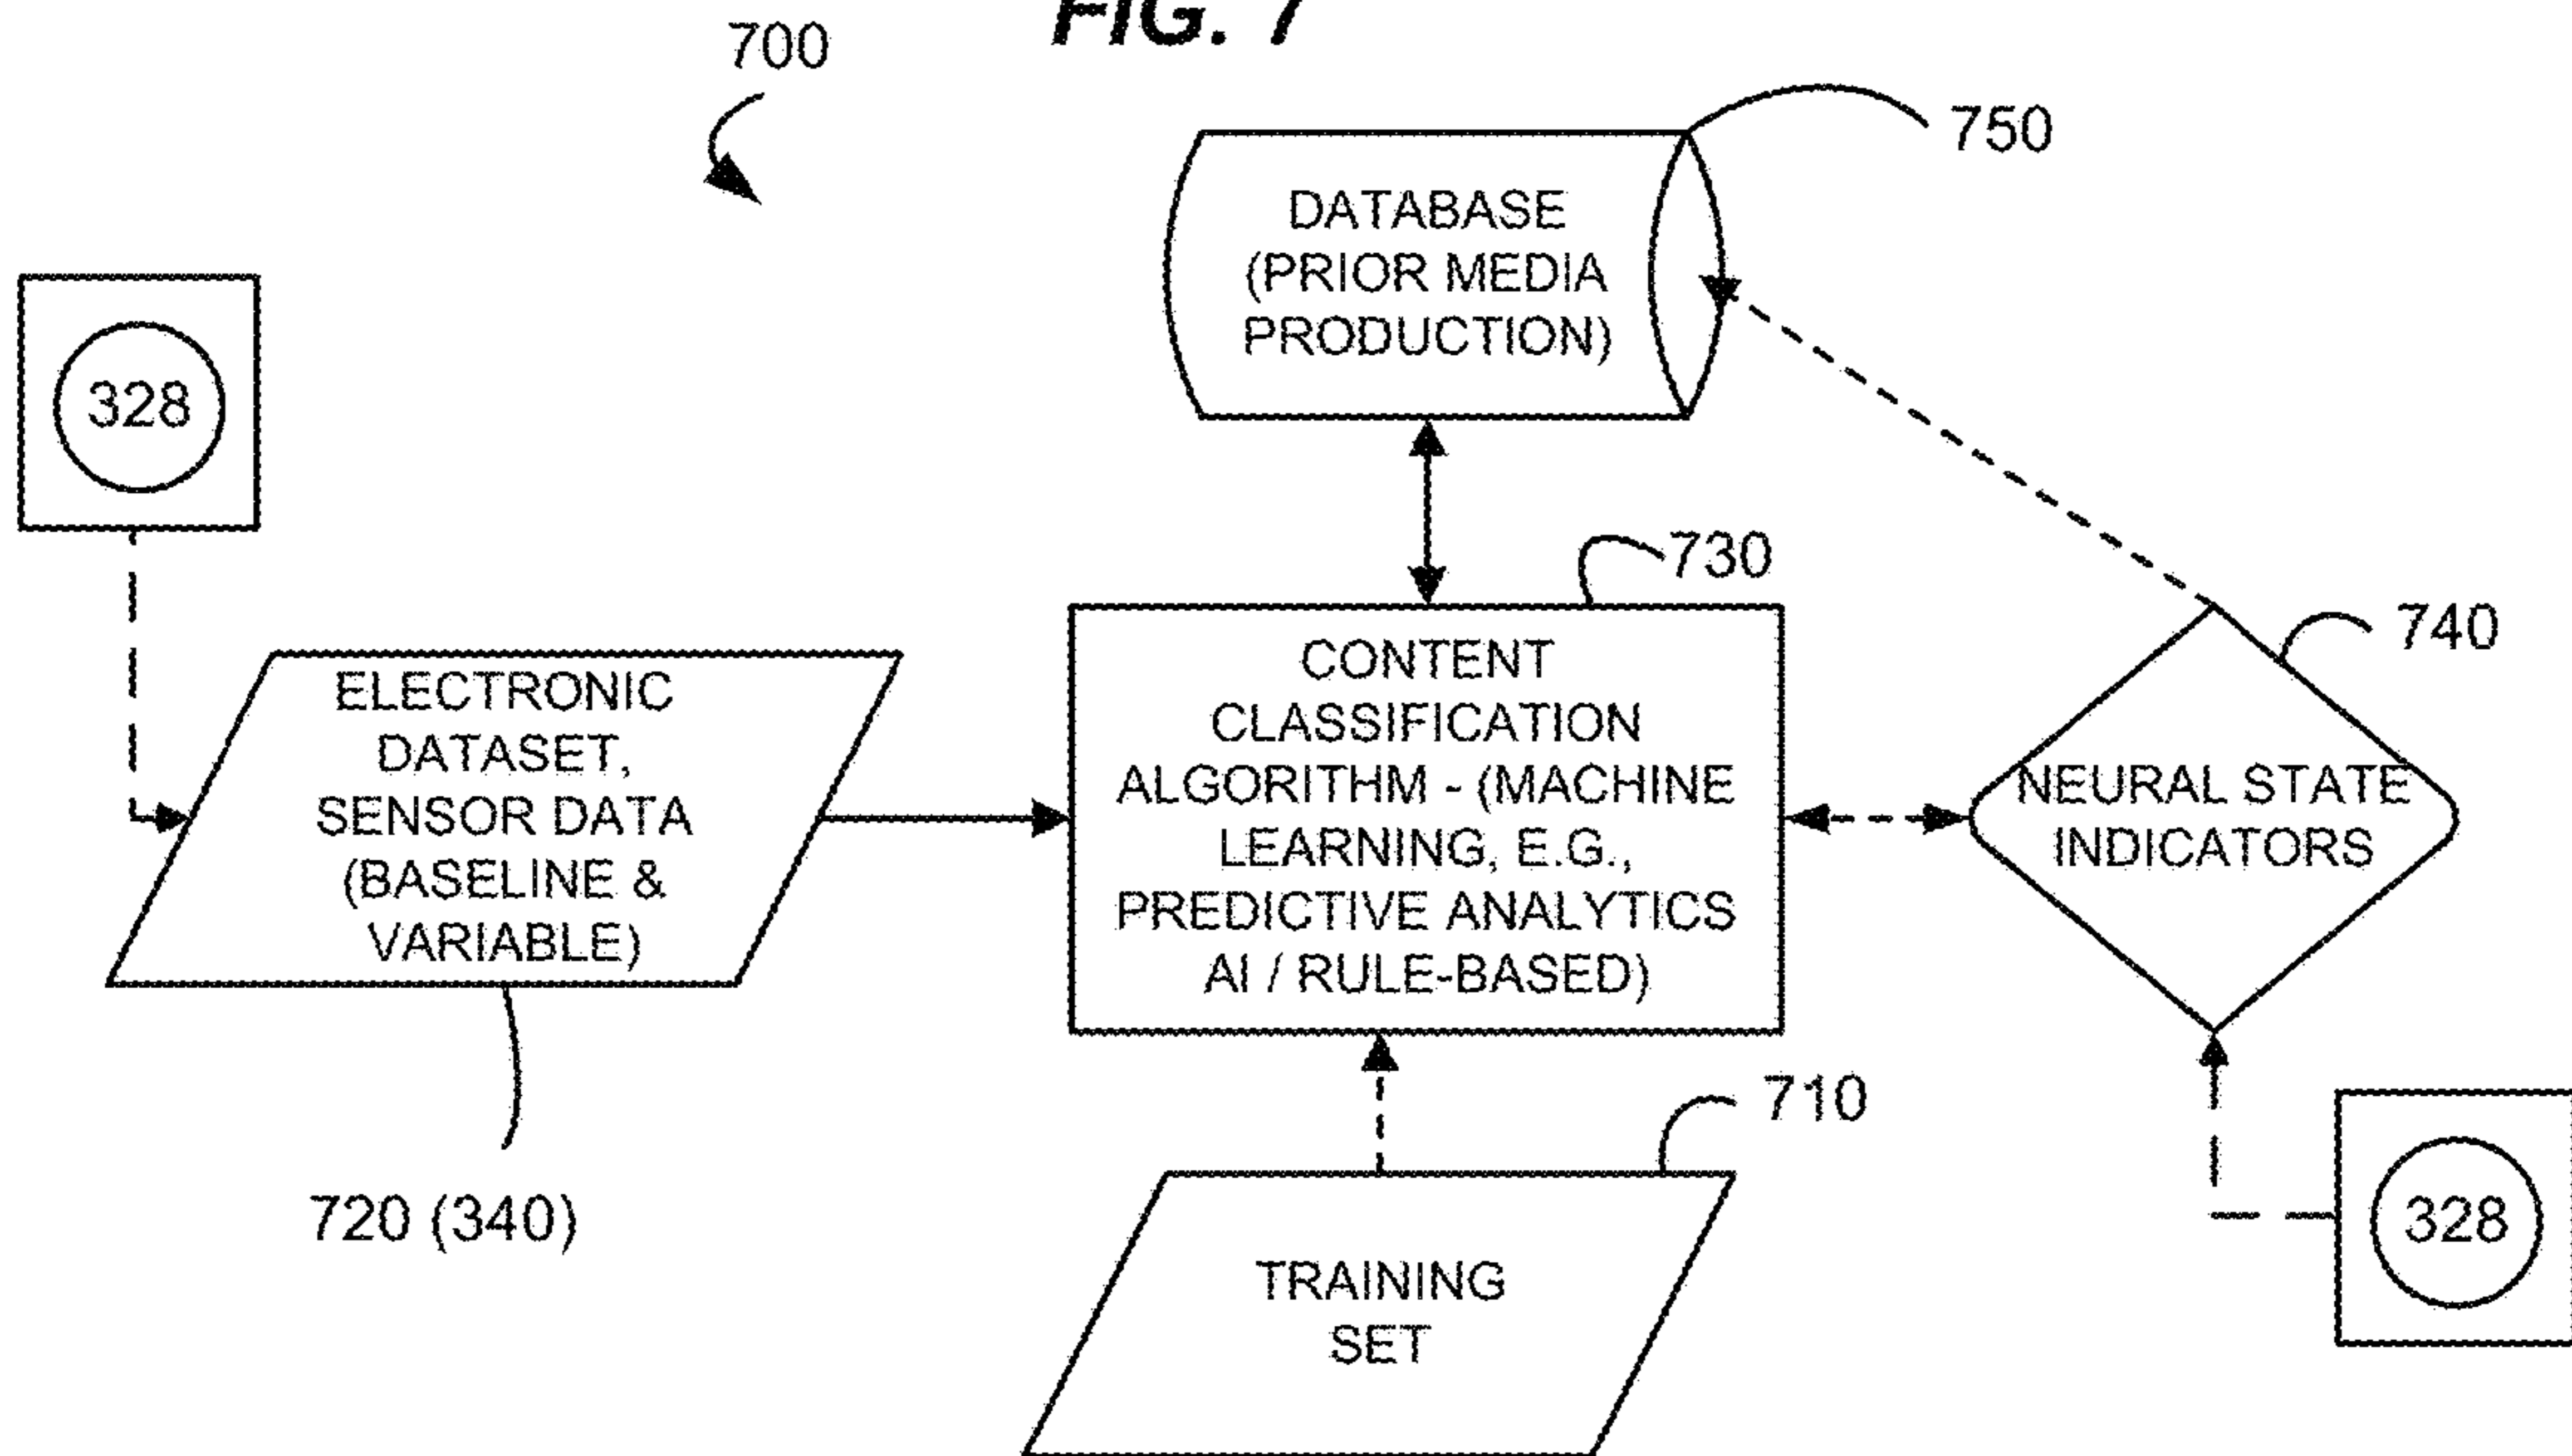 FIG. 7
700
750
DATABASE
(PRIOR MEDIA
PRODUCTION)
328
730
740
ELECTRONIC
DATASET,
SENSOR DATA
(BASELINE &
VARIABLE)
CONTENT
CLASSIFICATION
ALGORITHM - (MACHINE
LEARNING, E.G.,
PREDICTIVE ANALYTICS
AI / RULE-BASED)
NEURAL STATE
INDICATORS
710
720 (340)
328
TRAINING
SET